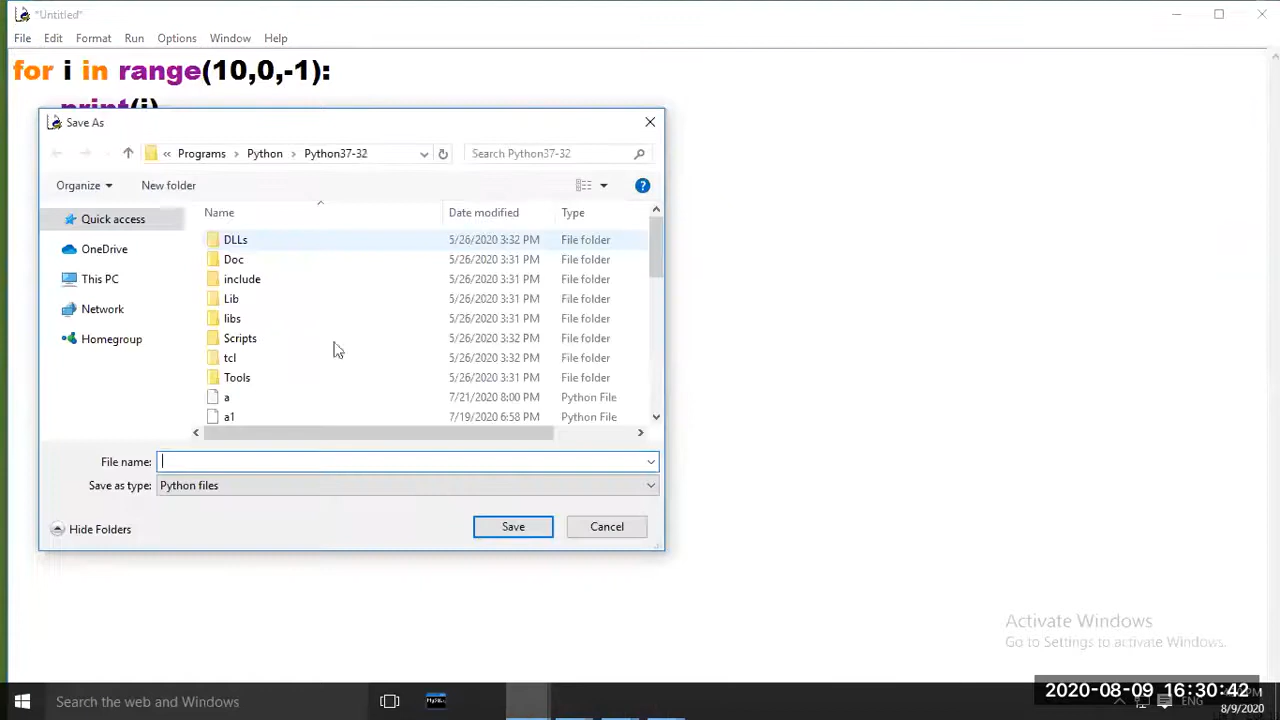 *Untitled*
File Edit Format Run Options Window Help
for i in range(10,0,-1):
print(i)
Save As
« Programs > Python > Python37-32
Search Python37-32
Organize
New folder
Name Date modified Type
Quick access
OneDrive
This PC
Network
Homegroup
DLLs 5/26/2020 3:32 PM File folder
Doc 5/26/2020 3:31 PM File folder
include 5/26/2020 3:31 PM File folder
Lib 5/26/2020 3:31 PM File folder
libs 5/26/2020 3:31 PM File folder
Scripts 5/26/2020 3:32 PM File folder
tcl 5/26/2020 3:32 PM File folder
Tools 5/26/2020 3:31 PM File folder
a 7/21/2020 8:00 PM Python File
a1 7/19/2020 6:58 PM Python File
File name:
Save as type: Python files
Hide Folders
Save
Cancel
Activate Windows
Go to Settings to activate Windows.
Search the web and Windows
MySQL
2020-08-09 16:30:42
ENG
8/9/2020